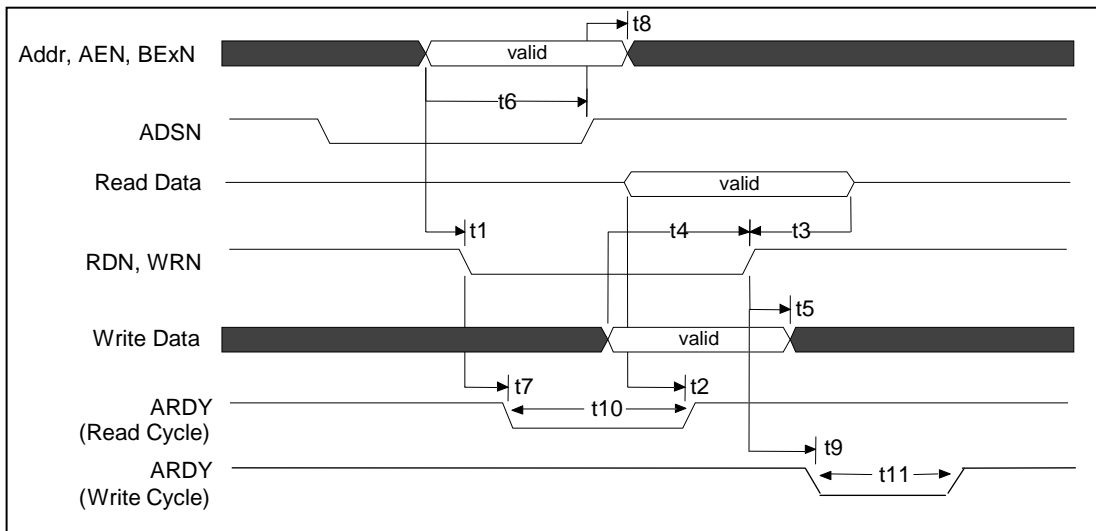 t8
Addr, AEN, BExN
valid
t6
ADSN
Read Data
valid
t1
t4
t3
RDN, WRN
t5
Write Data
valid
t7
t2
ARDY
(Read Cycle)
t10
t9
ARDY
(Write Cycle)
t11